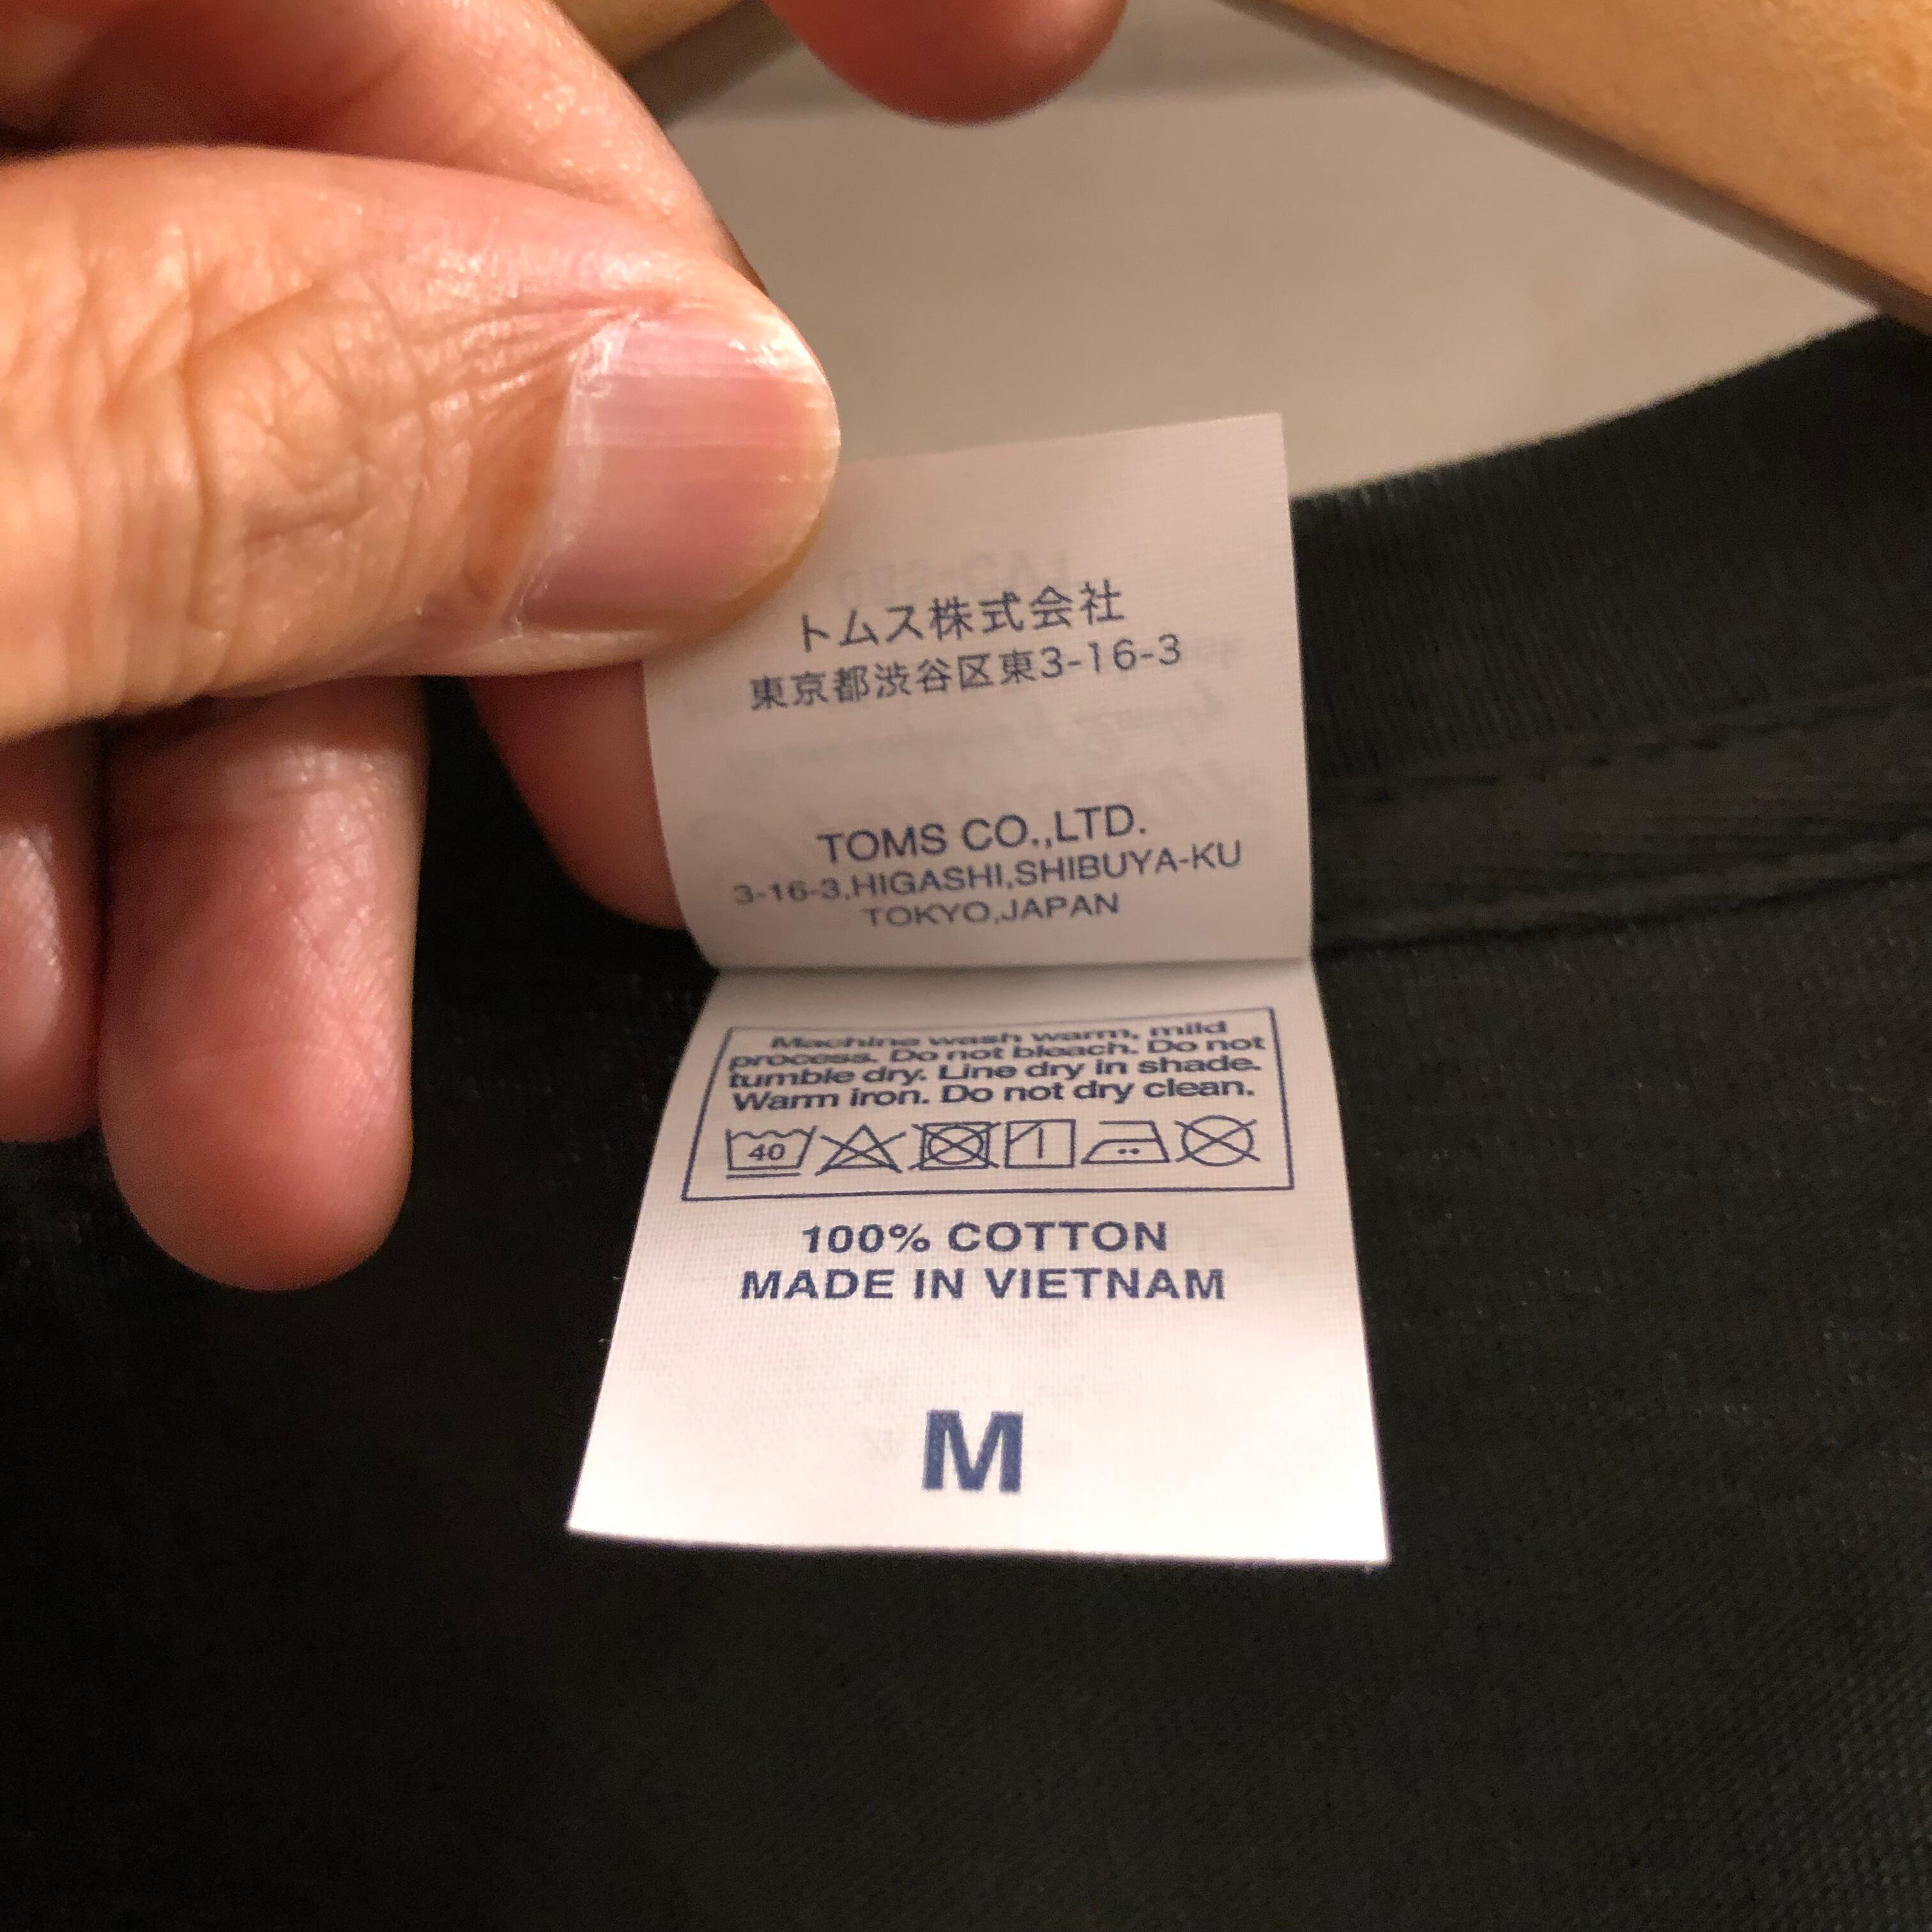 トムス株式会社
東京都渋谷区東3-16-3
TOMS CO.,LTD.
3-16-3,HIGASHI,SHIBUYA-KU
TOKYO,JAPAN
Machine wash warm, mild
process. Do not bleach. Do not
tumble dry. Line dry in shade.
Warm iron. Do not dry clean.
40
100% COTTON
MADE IN VIETNAM
M